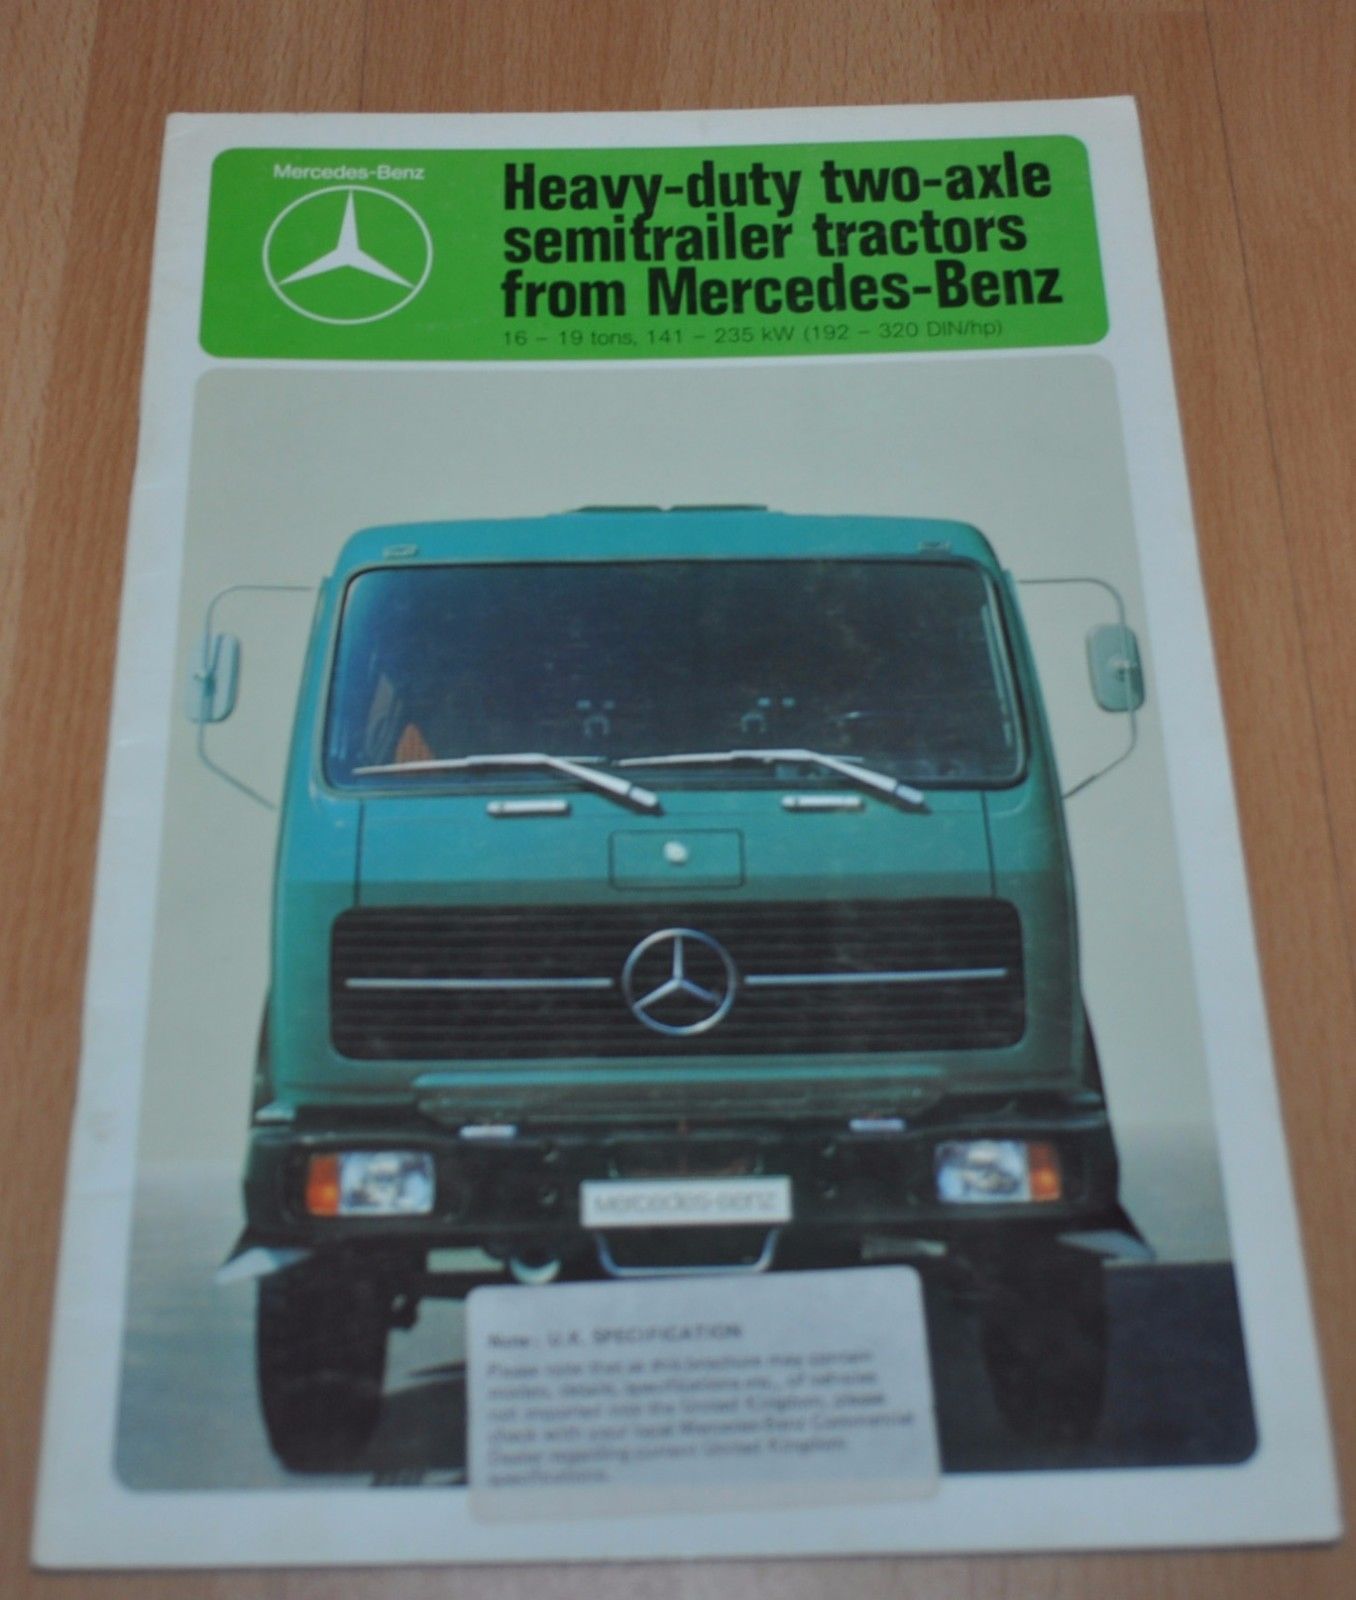 Mercedes-Benz
Heavy-duty two-axle
semitrailer tractors
from Mercedes-Benz
16 – 19 tons, 141 – 235 kW (192 – 320 DIN/hp)
Mercedes-Benz
Note: U.K. SPECIFICATION
Please note that as this brochure may contain
models, details, specifications etc., of vehicles
not imported into the United Kingdom, please
check with your local Mercedes-Benz Commercial
Dealer regarding current United Kingdom
specifications.